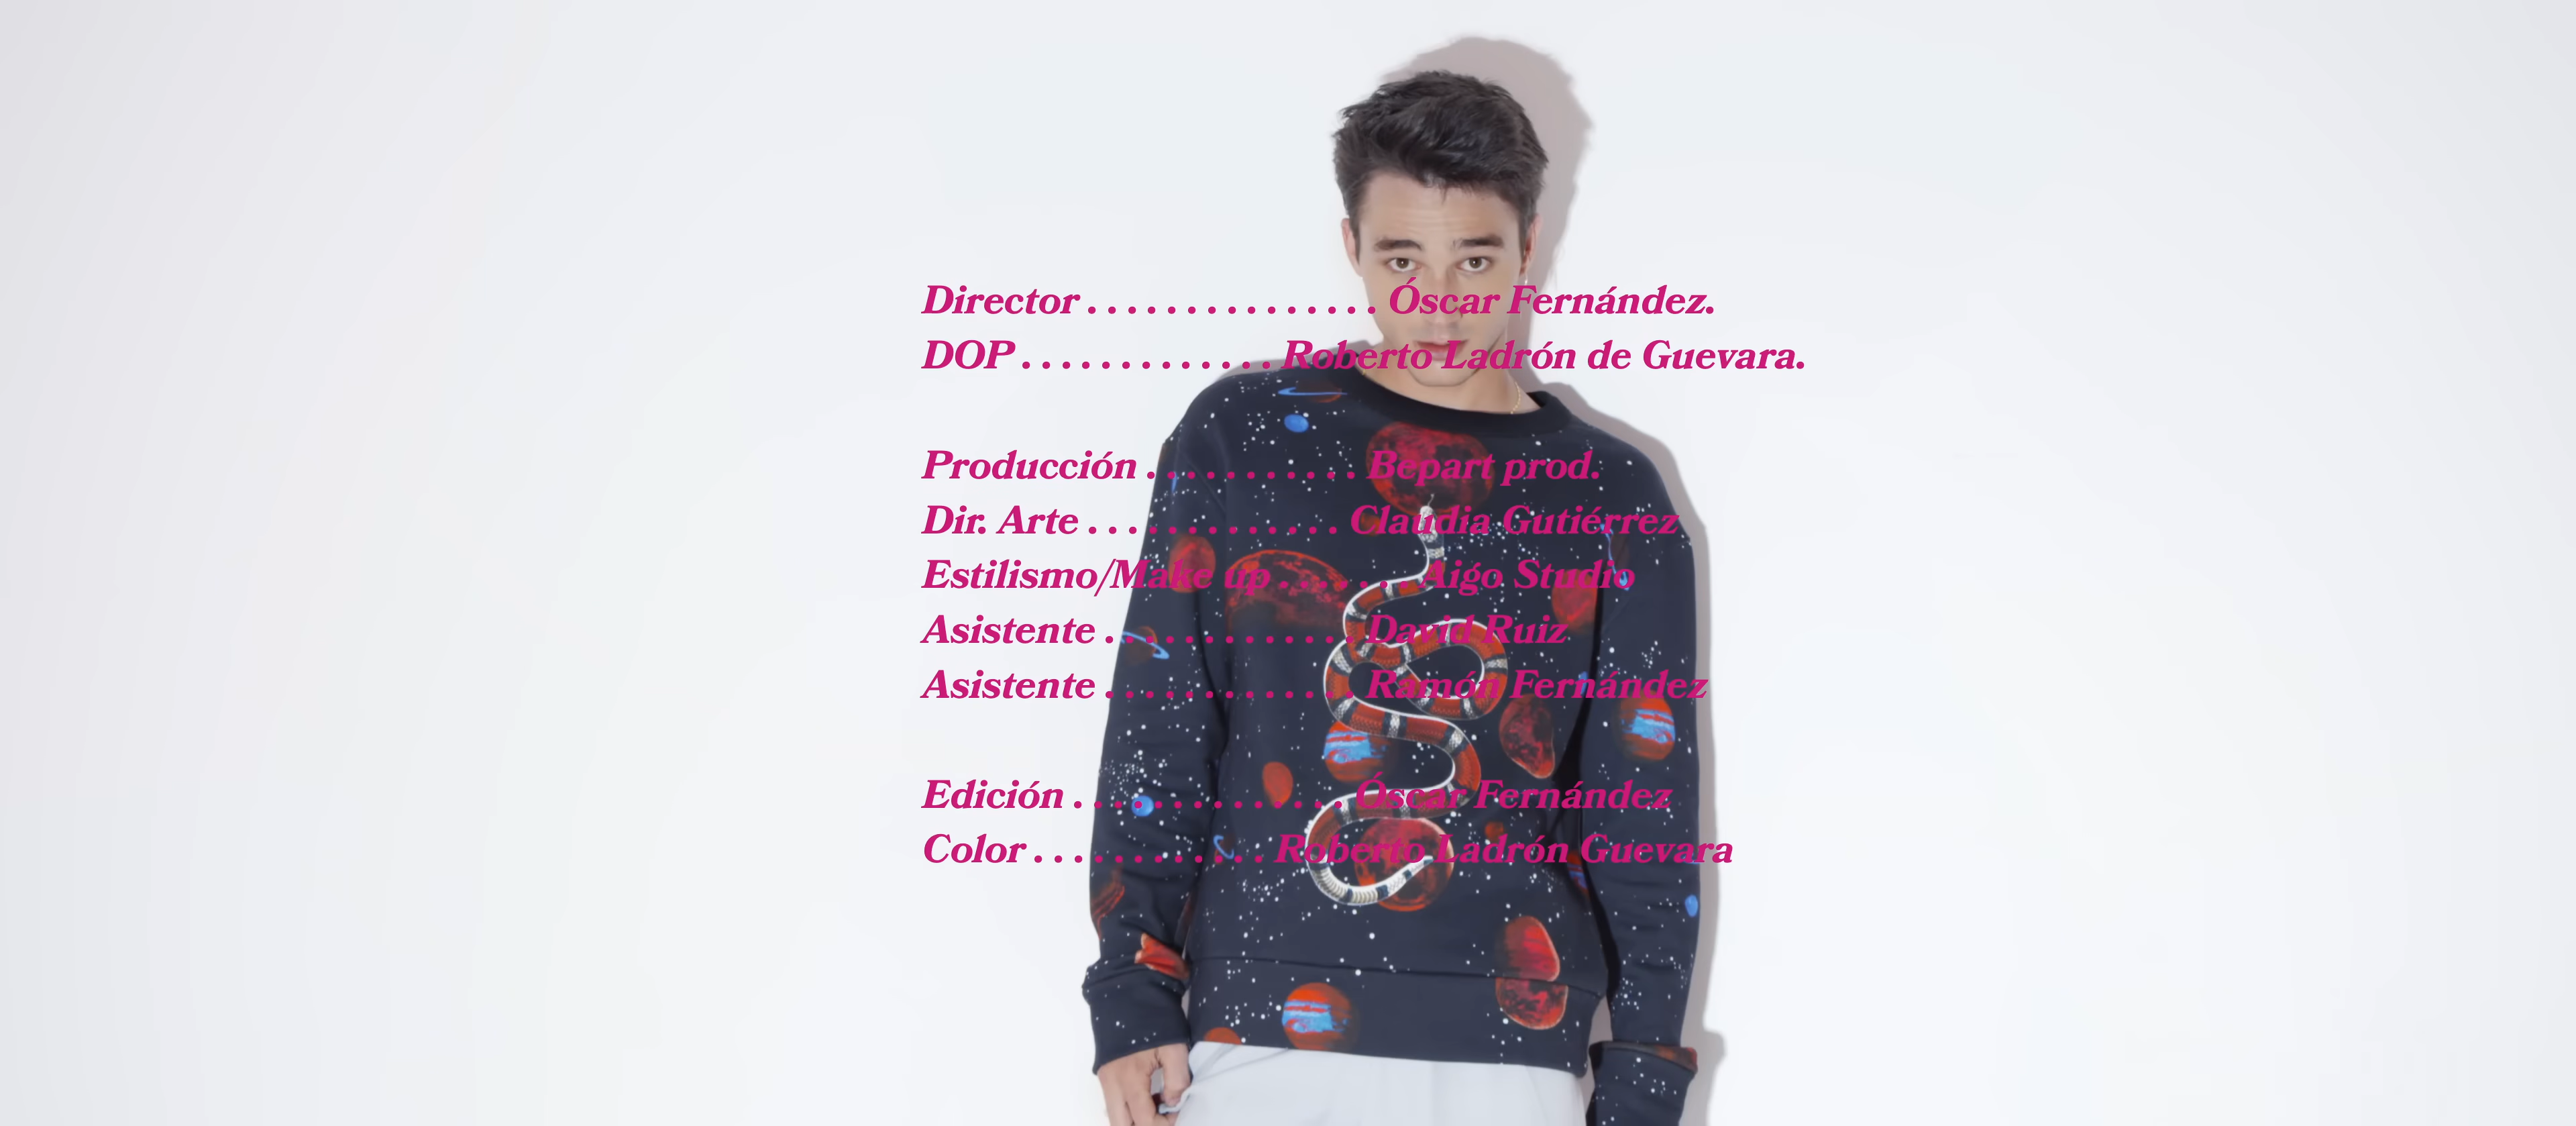 Director . . . . . . . . . . . . . . . Óscar Fernández.
DOP . . . . . . . . . . . . . Roberto Ladrón de Guevara.
Producción . . . . . . . . . . . Bepart prod.
Dir. Arte . . . . . . . . . . . . . Claudia Gutiérrez
Estilismo/Make up . . . . . . . Aigo Studio
Asistente . . . . . . . . . . . . . David Ruiz
Asistente . . . . . . . . . . . . . Ramón Fernández
Edición . . . . . . . . . . . . . . Óscar Fernández
Color . . . . . . . . . . . . Roberto Ladrón Guevara